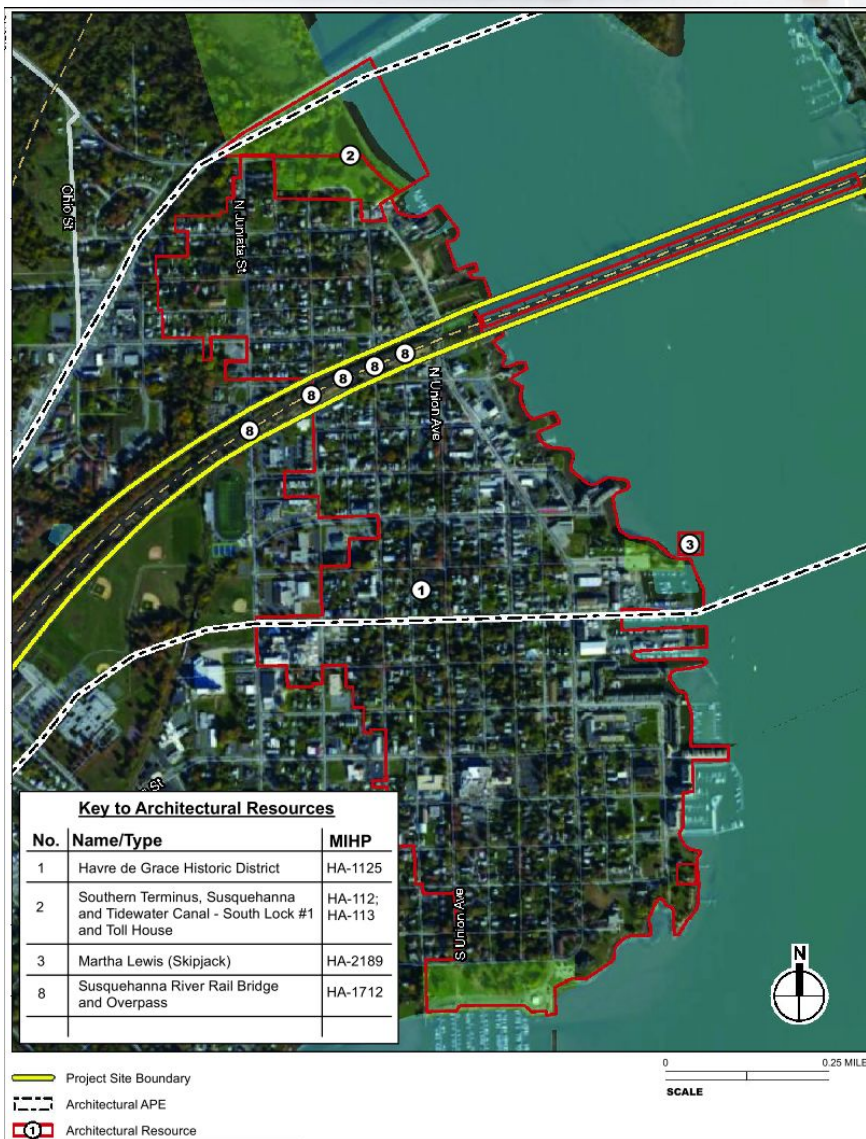 2
Ohio St
N Juniata St
8
8
8
8
8
N Union Ave
3
1
St
S Union Ave
Key to Architectural Resources
No. Name/Type MIHP
1 Havre de Grace Historic District HA-1125
2 Southern Terminus, Susquehanna and Tidewater Canal - South Lock #1 and Toll House HA-112; HA-113
3 Martha Lewis (Skipjack) HA-2189
8 Susquehanna River Rail Bridge and Overpass HA-1712
N
Project Site Boundary
Architectural APE
1 Architectural Resource
0 0.25 MILE
SCALE